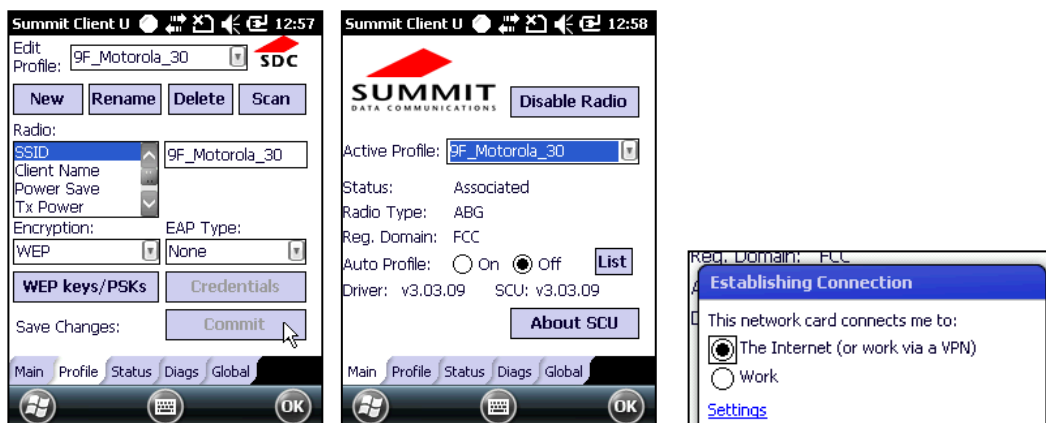 Summit Client U 12:57
Edit
Profile: 9F_Motorola_30 SDC
New Rename Delete Scan
Radio:
SSID 9F_Motorola_30
Client Name
Power Save
Tx Power
Encryption: EAP Type:
WEP None
WEP keys/PSKs Credentials
Save Changes: Commit
Main Profile Status Diags Global
OK
Summit Client U 12:58
SUMMIT
DATA COMMUNICATIONS
Disable Radio
Active Profile: 9F_Motorola_30
Status: Associated
Radio Type: ABG
Reg. Domain: FCC
Auto Profile: On Off List
Driver: v3.03.09 SCU: v3.03.09
About SCU
Main Profile Status Diags Global
OK
Reg. Domain: FCC
Establishing Connection
This network card connects me to:
The Internet (or work via a VPN)
Work
Settings